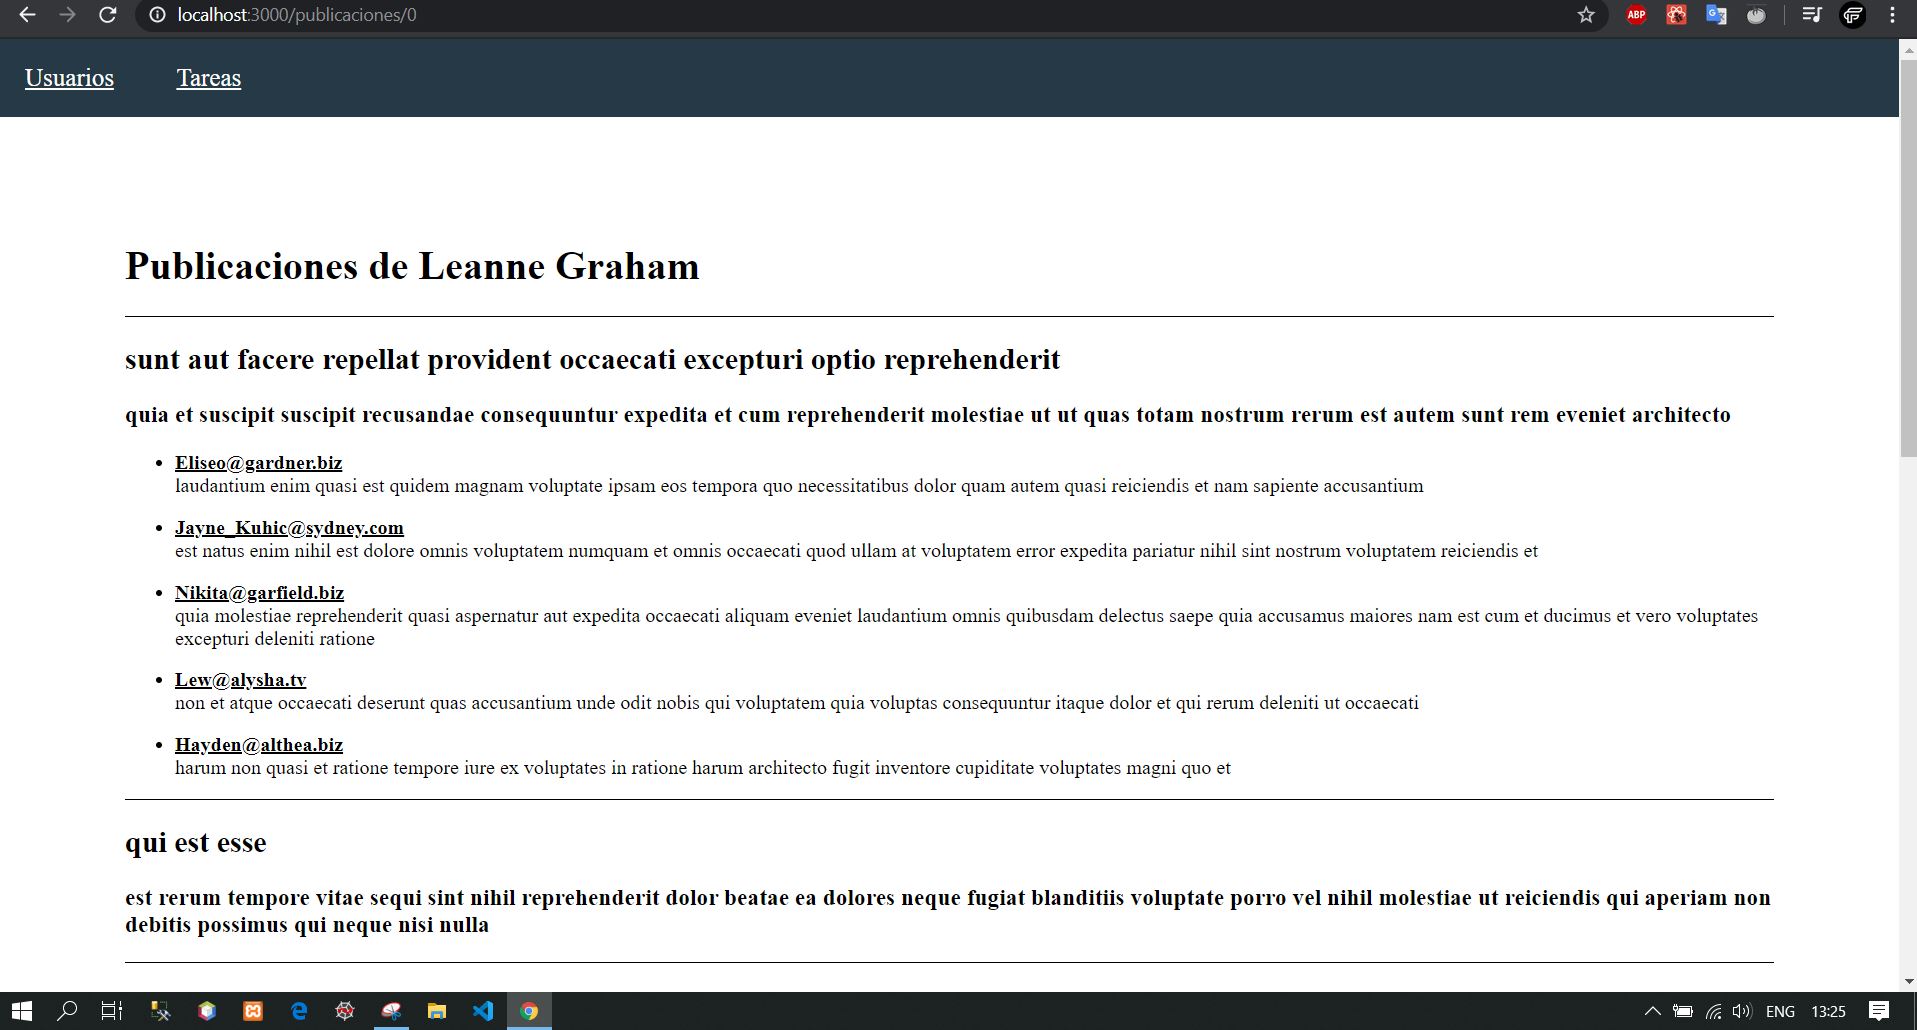 localhost:3000/publicaciones/0
ABP
Usuarios Tareas
Publicaciones de Leanne Graham
sunt aut facere repellat provident occaecati excepturi optio reprehenderit
quia et suscipit suscipit recusandae consequuntur expedita et cum reprehenderit molestiae ut ut quas totam nostrum rerum est autem sunt rem eveniet architecto
Eliseo@gardner.biz
laudantium enim quasi est quidem magnam voluptate ipsam eos tempora quo necessitatibus dolor quam autem quasi reiciendis et nam sapiente accusantium
Jayne_Kuhic@sydney.com
est natus enim nihil est dolore omnis voluptatem numquam et omnis occaecati quod ullam at voluptatem error expedita pariatur nihil sint nostrum voluptatem reiciendis et
Nikita@garfield.biz
quia molestiae reprehenderit quasi aspernatur aut expedita occaecati aliquam eveniet laudantium omnis quibusdam delectus saepe quia accusamus maiores nam est cum et ducimus et vero voluptates
excepturi deleniti ratione
Lew@alysha.tv
non et atque occaecati deserunt quas accusantium unde odit nobis qui voluptatem quia voluptas consequuntur itaque dolor et qui rerum deleniti ut occaecati
Hayden@althea.biz
harum non quasi et ratione tempore iure ex voluptates in ratione harum architecto fugit inventore cupiditate voluptates magni quo et
qui est esse
est rerum tempore vitae sequi sint nihil reprehenderit dolor beatae ea dolores neque fugiat blanditiis voluptate porro vel nihil molestiae ut reiciendis qui aperiam non
debitis possimus qui neque nisi nulla
ENG 13:25